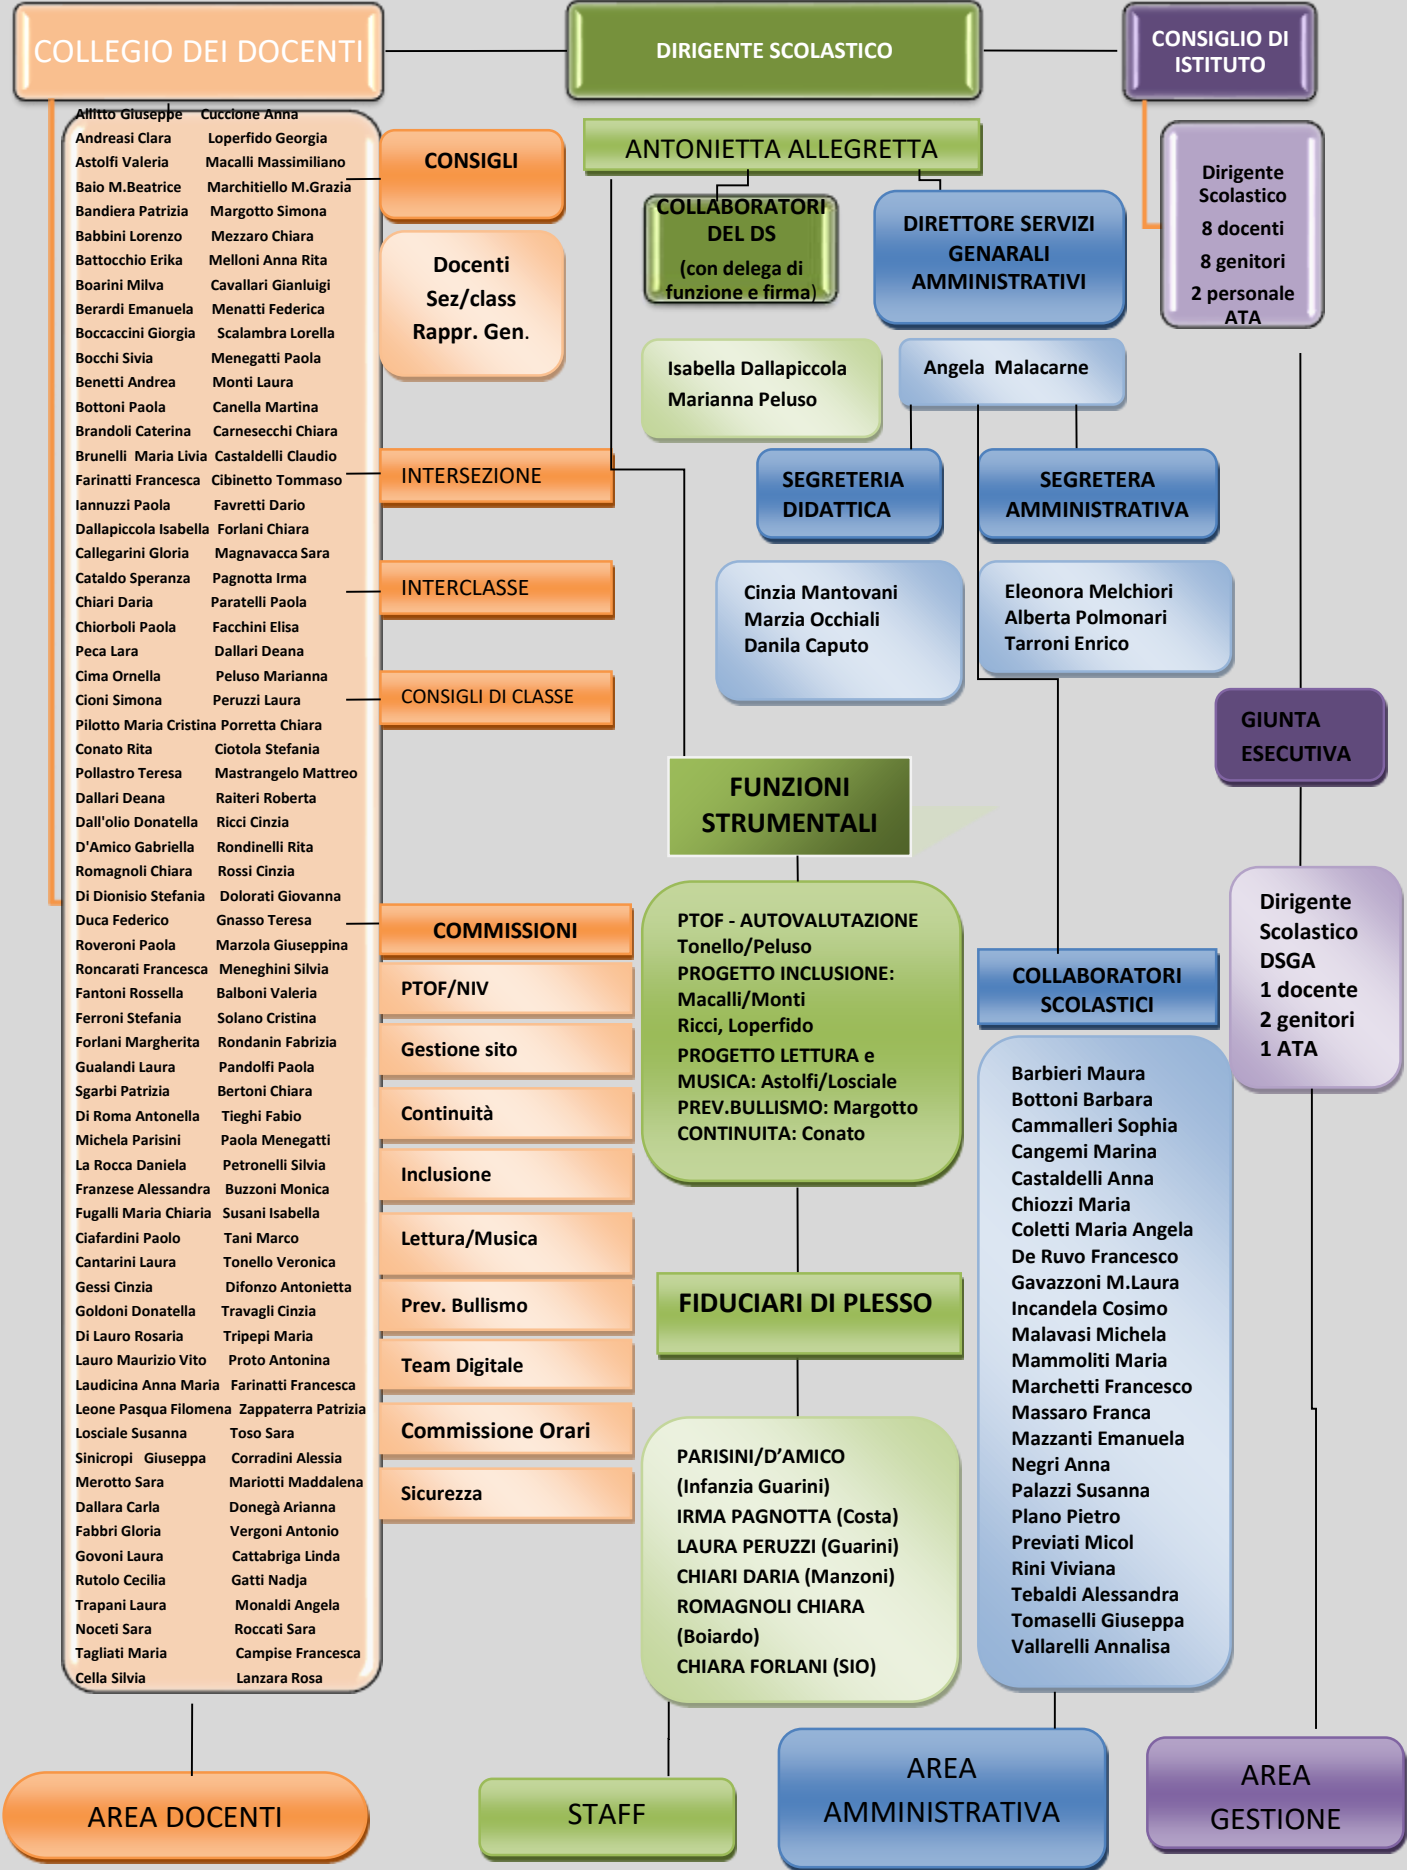 COLLEGIO DEI DOCENTI
DIRIGENTE SCOLASTICO
CONSIGLIO DI
ISTITUTO
Allitto Giuseppe Cuccione Anna
Andreasi Clara Loperfido Georgia
Astolfi Valeria Macalli Massimiliano
Baio M.Beatrice Marchitiello M.Grazia
Bandiera Patrizia Margotto Simona
Babbini Lorenzo Mezzaro Chiara
Battocchio Erika Melloni Anna Rita
Boarini Milva Cavallari Gianluigi
Berardi Emanuela Menatti Federica
Boccaccini Giorgia Scalambra Lorella
Bocchi Sivia Menegatti Paola
Benetti Andrea Monti Laura
Bottoni Paola Canella Martina
Brandoli Caterina Carnesecchi Chiara
Brunelli Maria Livia Castaldelli Claudio
Farinatti Francesca Cibinetto Tommaso
Iannuzzi Paola Favretti Dario
Dallapiccola Isabella Forlani Chiara
Callegarini Gloria Magnavacca Sara
Cataldo Speranza Pagnotta Irma
Chiari Daria Paratelli Paola
Chiorboli Paola Facchini Elisa
Peca Lara Dallari Deana
Cima Ornella Peluso Marianna
Cioni Simona Peruzzi Laura
Pilotto Maria Cristina Porretta Chiara
Conato Rita Ciotola Stefania
Pollastro Teresa Mastrangelo Mattreo
Dallari Deana Raiteri Roberta
Dall'olio Donatella Ricci Cinzia
D'Amico Gabriella Rondinelli Rita
Romagnoli Chiara Rossi Cinzia
Di Dionisio Stefania Dolorati Giovanna
Duca Federico Gnasso Teresa
Roveroni Paola Marzola Giuseppina
Roncarati Francesca Meneghini Silvia
Fantoni Rossella Balboni Valeria
Ferroni Stefania Solano Cristina
Forlani Margherita Rondanin Fabrizia
Gualandi Laura Pandolfi Paola
Sgarbi Patrizia Bertoni Chiara
Di Roma Antonella Tieghi Fabio
Michela Parisini Paola Menegatti
La Rocca Daniela Petronelli Silvia
Franzese Alessandra Buzzoni Monica
Fugalli Maria Chiaria Susani Isabella
Ciafardini Paolo Tani Marco
Cantarini Laura Tonello Veronica
Gessi Cinzia Difonzo Antonietta
Goldoni Donatella Travagli Cinzia
Di Lauro Rosaria Tripepi Maria
Lauro Maurizio Vito Proto Antonina
Laudicina Anna Maria Farinatti Francesca
Leone Pasqua Filomena Zappaterra Patrizia
Losciale Susanna Toso Sara
Sinicropi Giuseppa Corradini Alessia
Merotto Sara Mariotti Maddalena
Dallara Carla Donegà Arianna
Fabbri Gloria Vergoni Antonio
Govoni Laura Cattabriga Linda
Rutolo Cecilia Gatti Nadja
Trapani Laura Monaldi Angela
Noceti Sara Roccati Sara
Tagliati Maria Campise Francesca
Cella Silvia Lanzara Rosa
CONSIGLI
Docenti
Sez/class
Rappr. Gen.
INTERSEZIONE
INTERCLASSE
CONSIGLI DI CLASSE
COMMISSIONI
PTOF/NIV
Gestione sito
Continuità
Inclusione
Lettura/Musica
Prev. Bullismo
Team Digitale
Commissione Orari
Sicurezza
ANTONIETTA ALLEGRETTA
COLLABORATORI
DEL DS
(con delega di
funzione e firma)
Isabella Dallapiccola
Marianna Peluso
DIRETTORE SERVIZI
GENARALI
AMMINISTRATIVI
Angela Malacarne
SEGRETERIA
DIDATTICA
Cinzia Mantovani
Marzia Occhiali
Danila Caputo
SEGRETERA
AMMINISTRATIVA
Eleonora Melchiori
Alberta Polmonari
Tarroni Enrico
FUNZIONI
STRUMENTALI
PTOF - AUTOVALUTAZIONE
Tonello/Peluso
PROGETTO INCLUSIONE:
Macalli/Monti
Ricci, Loperfido
PROGETTO LETTURA e
MUSICA: Astolfi/Losciale
PREV.BULLISMO: Margotto
CONTINUITA: Conato
FIDUCIARI DI PLESSO
PARISINI/D’AMICO
(Infanzia Guarini)
IRMA PAGNOTTA (Costa)
LAURA PERUZZI (Guarini)
CHIARI DARIA (Manzoni)
ROMAGNOLI CHIARA
(Boiardo)
CHIARA FORLANI (SIO)
COLLABORATORI
SCOLASTICI
Barbieri Maura
Bottoni Barbara
Cammalleri Sophia
Cangemi Marina
Castaldelli Anna
Chiozzi Maria
Coletti Maria Angela
De Ruvo Francesco
Gavazzoni M.Laura
Incandela Cosimo
Malavasi Michela
Mammoliti Maria
Marchetti Francesco
Massaro Franca
Mazzanti Emanuela
Negri Anna
Palazzi Susanna
Plano Pietro
Previati Micol
Rini Viviana
Tebaldi Alessandra
Tomaselli Giuseppa
Vallarelli Annalisa
Dirigente
Scolastico
8 docenti
8 genitori
2 personale
ATA
GIUNTA
ESECUTIVA
Dirigente
Scolastico
DSGA
1 docente
2 genitori
1 ATA
AREA DOCENTI
STAFF
AREA
AMMINISTRATIVA
AREA
GESTIONE